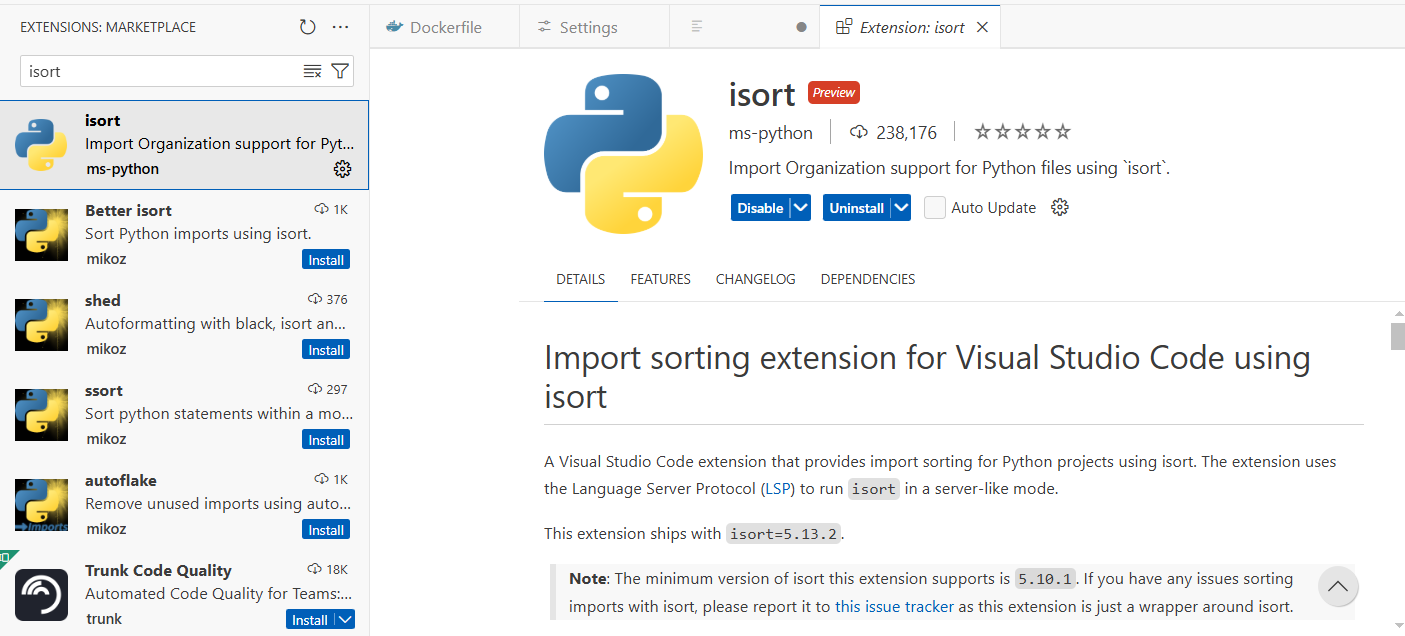 EXTENSIONS: MARKETPLACE
isort
isort
Import Organization support for Pyt...
ms-python
Better isort
1K
Sort Python imports using isort.
mikoz
Install
shed
376
Autoformatting with black, isort an...
mikoz
Install
ssort
297
Sort python statements within a mo...
mikoz
Install
autoflake
1K
Remove unused imports using auto...
mikoz
Install
imports
Trunk Code Quality
18K
Automated Code Quality for Teams:...
trunk
Install
Dockerfile
Settings
Extension: isort
isort
Preview
ms-python
238,176
Import Organization support for Python files using `isort`.
Disable
Uninstall
Auto Update
DETAILS
FEATURES
CHANGELOG
DEPENDENCIES
Import sorting extension for Visual Studio Code using
isort
A Visual Studio Code extension that provides import sorting for Python projects using isort. The extension uses
the Language Server Protocol (LSP) to run isort in a server-like mode.
This extension ships with isort=5.13.2.
Note: The minimum version of isort this extension supports is 5.10.1. If you have any issues sorting
imports with isort, please report it to this issue tracker as this extension is just a wrapper around isort.